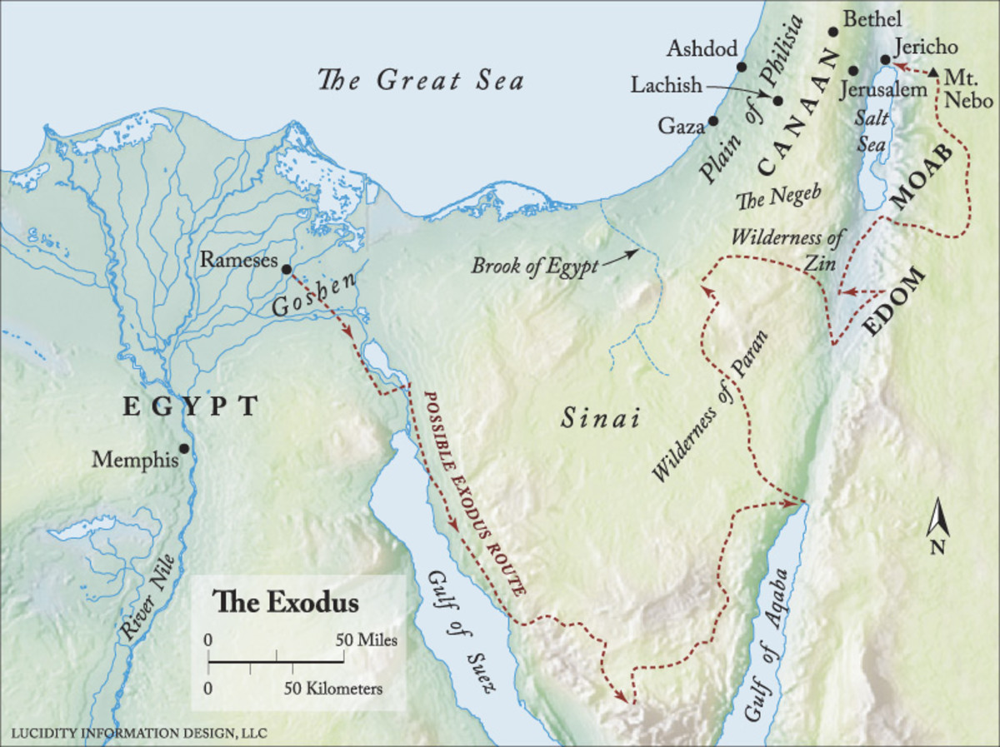 Bethel
Ashdod
Jericho
The Great Sea
Plain of Philisia
Lachish
CANAAN
Jerusalem
Mt.
Nebo
Gaza
Salt
Sea
MOAB
The Negeb
Wilderness of
Zin
Rameses
Brook of Egypt
Goshen
EDOM
Wilderness of Paran
EGYPT
Sinai
POSSIBLE EXODUS ROUTE
Memphis
N
River Nile
Gulf of Suez
Gulf of Aqaba
The Exodus
0 50 Miles
0 50 Kilometers
LUCIDITY INFORMATION DESIGN, LLC